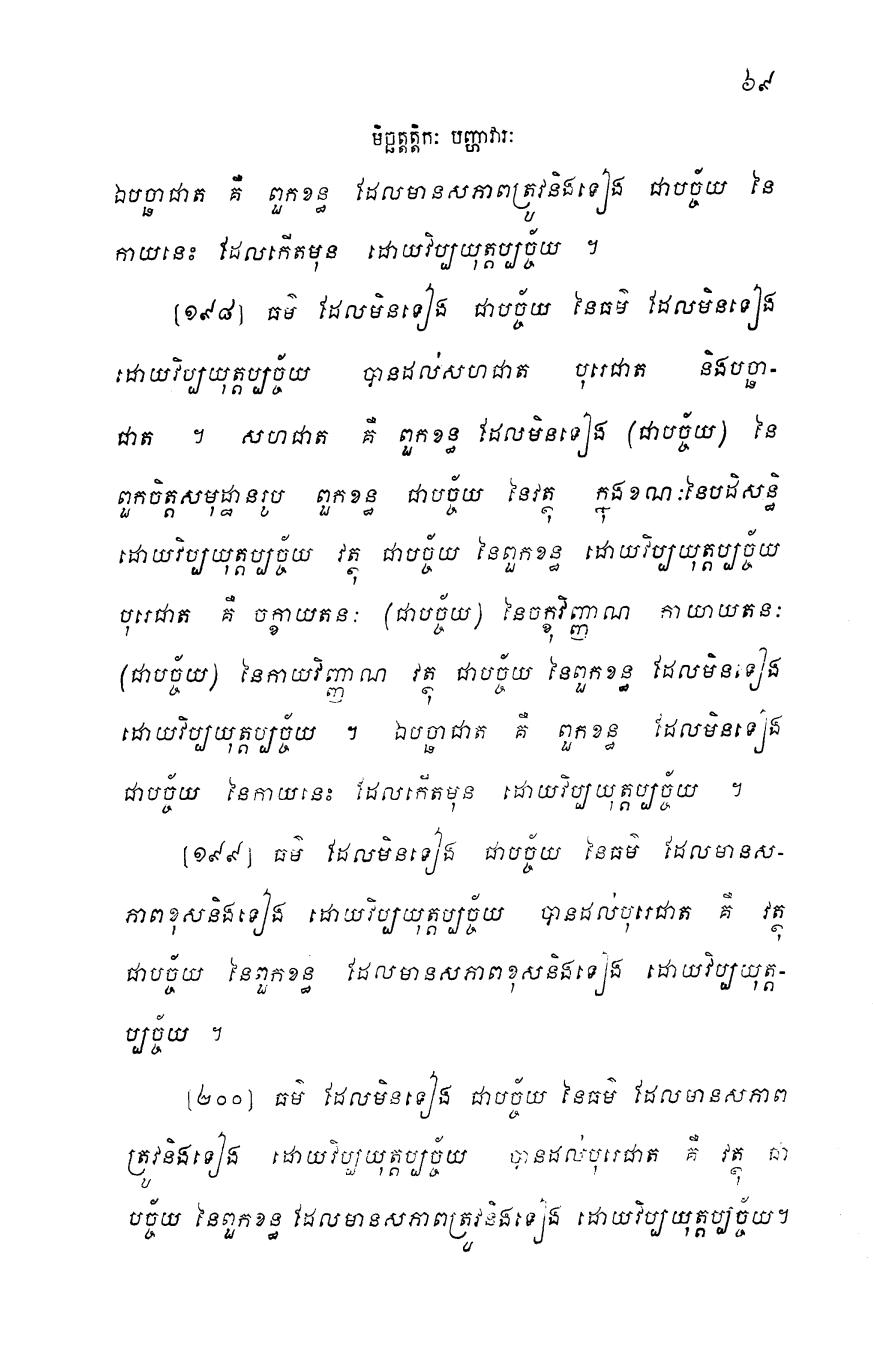 ៦៩
មិច្ឆត្តត្តិកៈ បញ្ហាវារៈ
ឯបច្ឆាជាត គឺ ពួកខន្ធ ដែលមានសភាពត្រូវនិងទៀង ជាបច្ច័យ នៃ
កាយនេះ ដែលកើតមុន ដោយវិប្បយុត្តប្បច្ច័យ ។
[១៩៨] ធម៌ ដែលមិនទៀង ជាបច្ច័យ នៃធម៌ ដែលមិនទៀង
ដោយវិប្បយុត្តប្បច្ច័យ បានដល់សហជាត បុរេជាត និងបច្ឆា-
ជាត ។ សហជាត គឺ ពួកខន្ធ ដែលមិនទៀង (ជាបច្ច័យ) នៃ
ពួកចិត្តសមុដ្ឋានរូប ពួកខន្ធ ជាបច្ច័យ នៃវត្ថុ ក្នុងខណៈនៃបដិសន្ធិ
ដោយវិប្បយុត្តប្បច្ច័យ វត្ថុ ជាបច្ច័យ នៃពួកខន្ធ ដោយវិប្បយុត្តប្បច្ច័យ
បុរេជាត គឺ ចក្ខាយតនៈ (ជាបច្ច័យ) នៃចក្ខុវិញ្ញាណ កាយាយតនៈ
(ជាបច្ច័យ) នៃកាយវិញ្ញាណ វត្ថុ ជាបច្ច័យ នៃពួកខន្ធ ដែលមិនទៀង
ដោយវិប្បយុត្តប្បច្ច័យ ។ ឯបច្ឆាជាត គឺ ពួកខន្ធ ដែលមិនទៀង
ជាបច្ច័យ នៃកាយនេះ ដែលកើតមុន ដោយវិប្បយុត្តប្បច្ច័យ ។
[១៩៩] ធម៌ ដែលមិនទៀង ជាបច្ច័យ នៃធម៌ ដែលមានស-
ភាពខុសនិងទៀង ដោយវិប្បយុត្តប្បច្ច័យ បានដល់បុរេជាត គឺ វត្ថុ
ជាបច្ច័យ នៃពួកខន្ធ ដែលមានសភាពខុសនិងទៀង ដោយវិប្បយុត្ត-
ប្បច្ច័យ ។
[២០០] ធម៌ ដែលមិនទៀង ជាបច្ច័យ នៃធម៌ ដែលមានសភាព
ត្រូវនិងទៀង ដោយវិប្បយុត្តប្បច្ច័យ បានដល់បុរេជាត គឺ វត្ថុ ជា
បច្ច័យ នៃពួកខន្ធ ដែលមានសភាពត្រូវនិងទៀង ដោយវិប្បយុត្តប្បច្ច័យ។